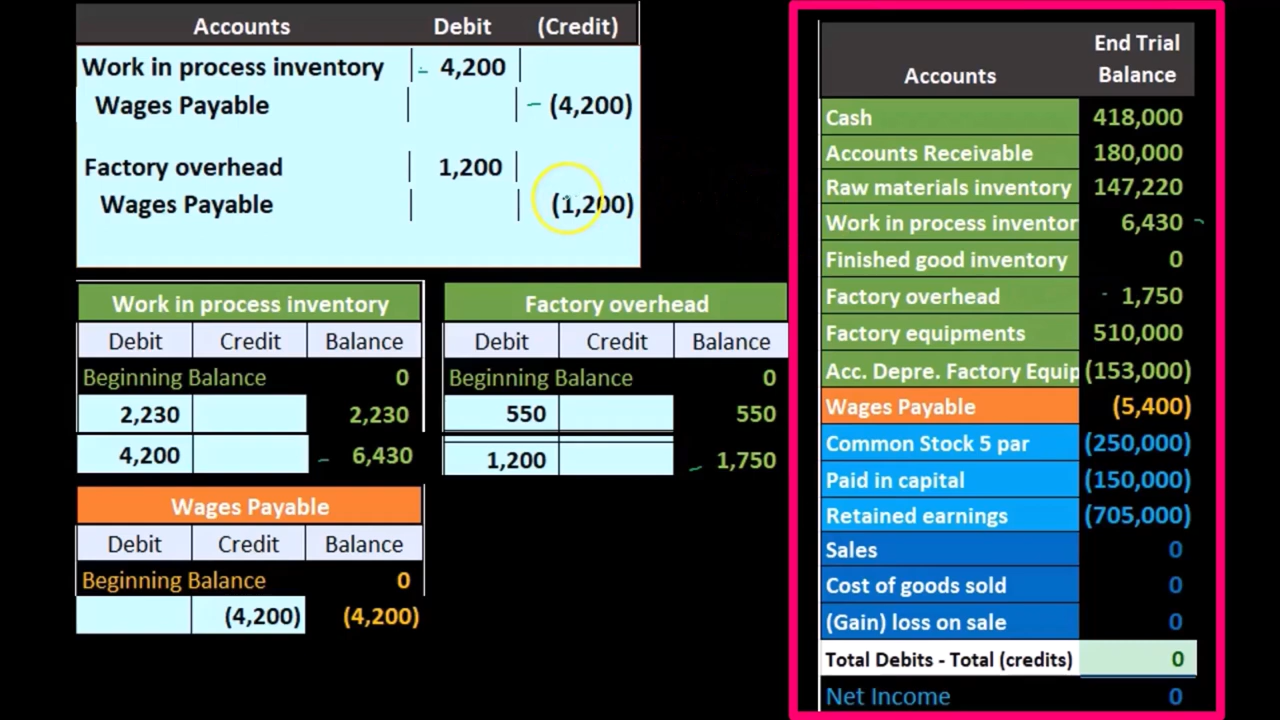 Accounts Debit (Credit)
Work in process inventory 4,200
Wages Payable (4,200)
Factory overhead 1,200
Wages Payable (1,200)
Work in process inventory
Debit Credit Balance
Beginning Balance 0
2,230 2,230
4,200 6,430
Factory overhead
Debit Credit Balance
Beginning Balance 0
550 550
1,200 1,750
Wages Payable
Debit Credit Balance
Beginning Balance 0
(4,200) (4,200)
End Trial
Accounts Balance
Cash 418,000
Accounts Receivable 180,000
Raw materials inventory 147,220
Work in process inventor 6,430
Finished good inventory 0
Factory overhead 1,750
Factory equipments 510,000
Acc. Depre. Factory Equip (153,000)
Wages Payable (5,400)
Common Stock 5 par (250,000)
Paid in capital (150,000)
Retained earnings (705,000)
Sales 0
Cost of goods sold 0
(Gain) loss on sale 0
Total Debits - Total (credits) 0
Net Income 0